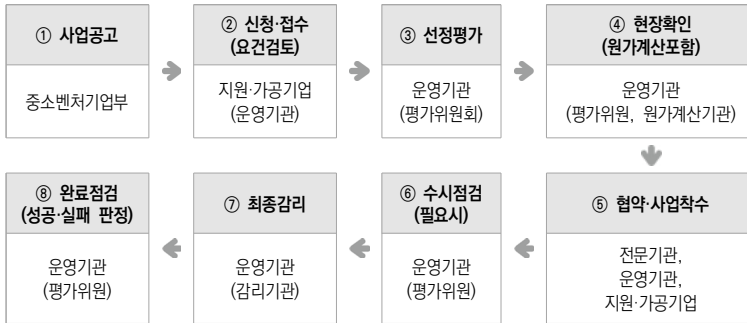 ① 사업공고
중소벤처기업부
② 신청·접수
(요건검토)
지원·가공기업
(운영기관)
③ 선정평가
운영기관
(평가위원회)
④ 현장확인
(원가계산포함)
운영기관
(평가위원, 원가계산기관)
⑤ 협약·사업착수
전문기관,
운영기관,
지원·가공기업
⑥ 수시점검
(필요시)
운영기관
(평가위원)
⑦ 최종감리
운영기관
(감리기관)
⑧ 완료점검
(성공·실패 판정)
운영기관
(평가위원)